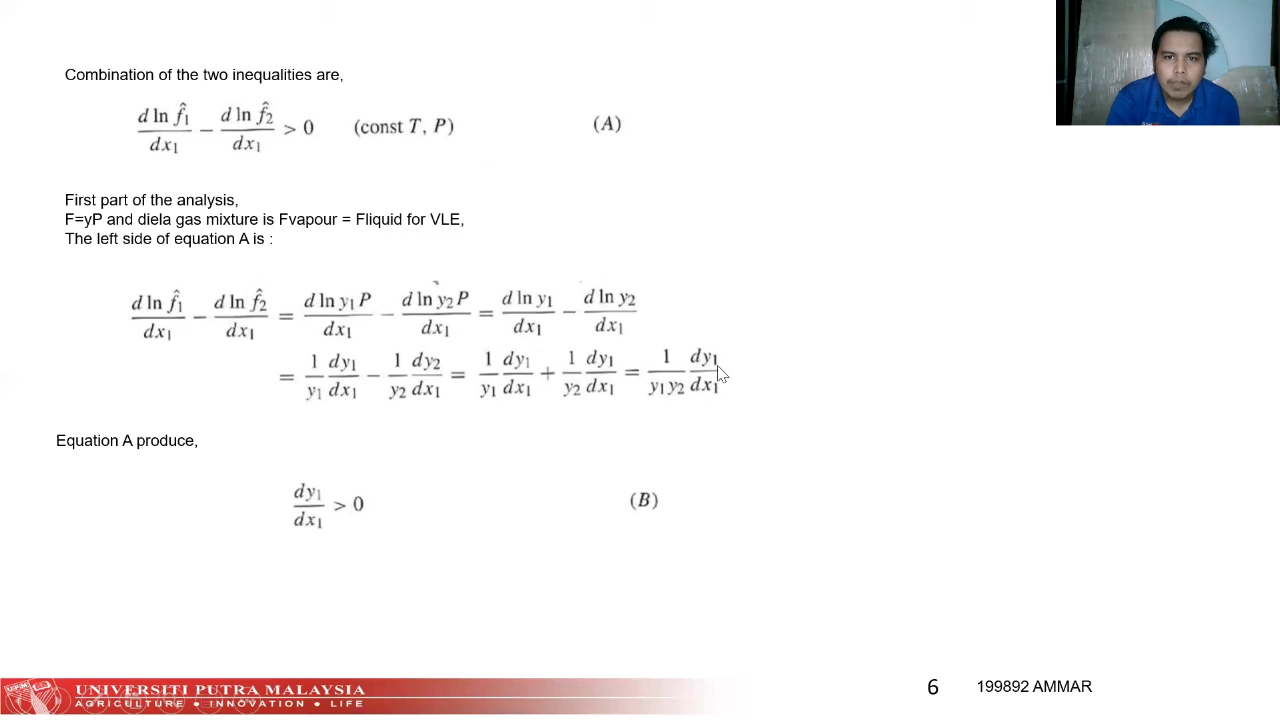 Combination of the two inequalities are,
d ln f̂₁/dx₁ − d ln f̂₂/dx₁ > 0 (const T, P) (A)
First part of the analysis,
F=yP and diela gas mixture is Fvapour = Fliquid for VLE,
The left side of equation A is :
d ln f̂₁/dx₁ − d ln f̂₂/dx₁ = d ln y₁P/dx₁ − d ln y₂P/dx₁ = d ln y₁/dx₁ − d ln y₂/dx₁
= 1/y₁ dy₁/dx₁ − 1/y₂ dy₂/dx₁ = 1/y₁ dy₁/dx₁ + 1/y₂ dy₁/dx₁ = 1/y₁y₂ dy₁/dx₁
Equation A produce,
dy₁/dx₁ > 0 (B)
UNIVERSITI PUTRA MALAYSIA
AGRICULTURE • INNOVATION • LIFE
6 199892 AMMAR